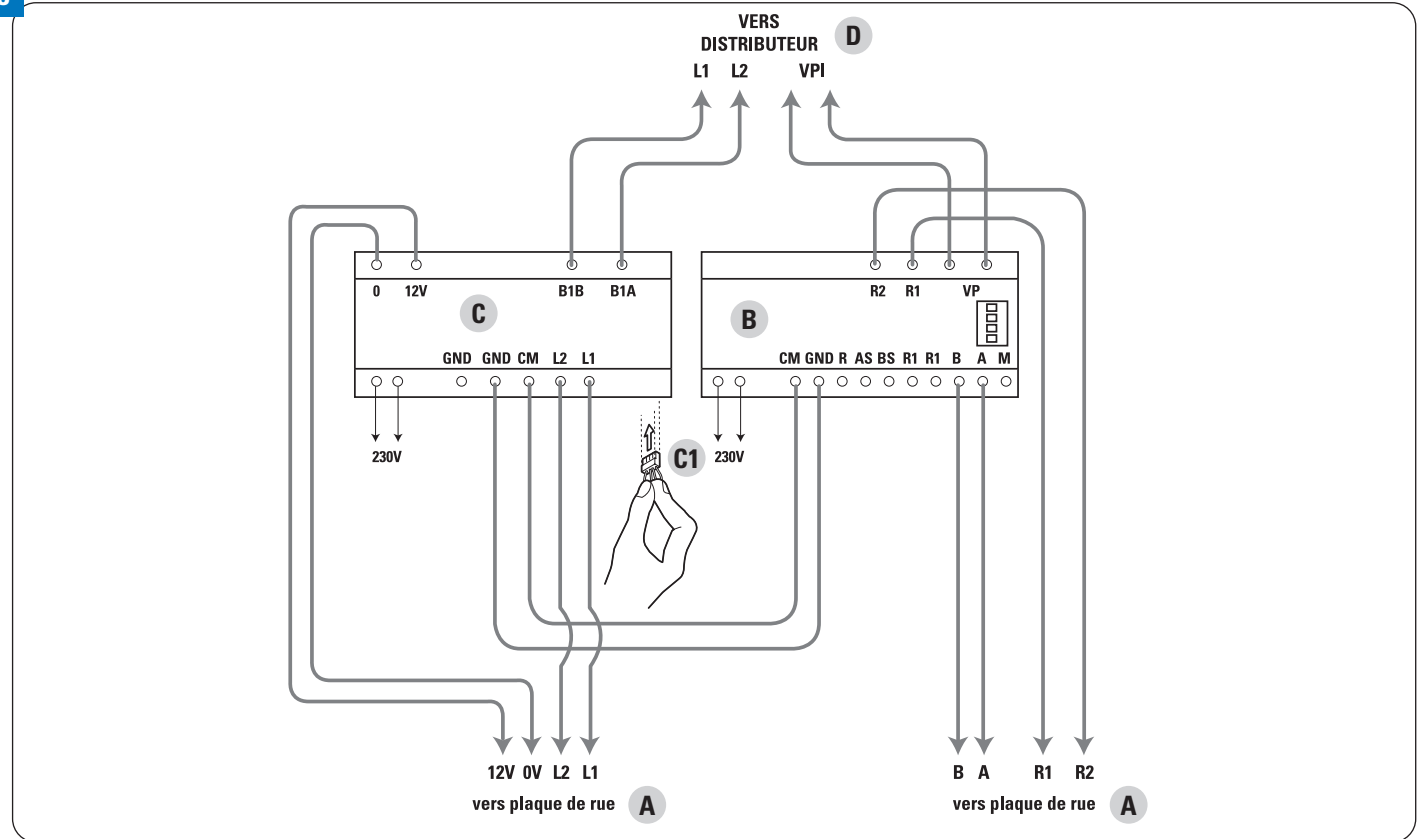 VERS
DISTRIBUTEUR D
L1 L2 VPI
0 12V B1B B1A
R2 R1 VP
C
B
GND GND CM L2 L1
CM GND R AS BS R1 R1 B A M
230V
C1
230V
12V 0V L2 L1
B A R1 R2
vers plaque de rue A
vers plaque de rue A